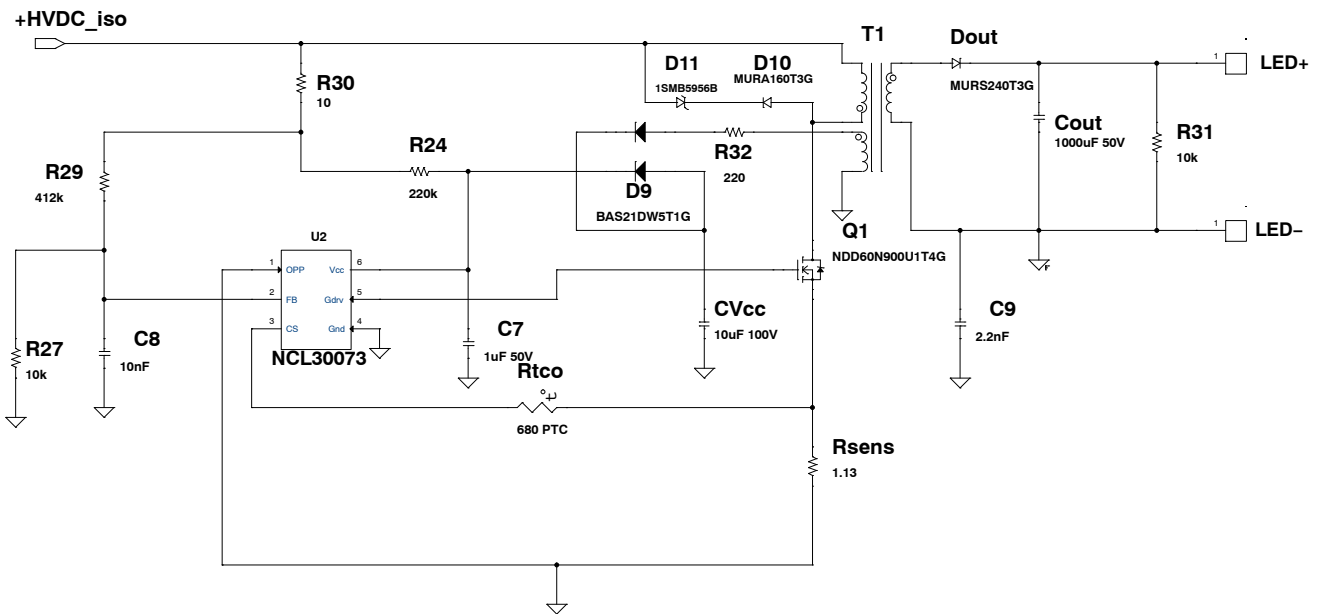 +HVDC_iso
T1
Dout
D11
D10
1SMB5956B
MURA160T3G
MURS240T3G
1
LED+
R30
10
R24
220k
R32
220
Cout
1000uF 50V
R31
10k
R29
412k
D9
BAS21DW5T1G
1
LED−
Q1
NDD60N900U1T4G
U2
1
OPP
Vcc
6
2
FB
Gdrv
5
3
CS
Gnd
4
NCL30073
C8
10nF
R27
10k
C7
1uF 50V
CVcc
10uF 100V
C9
2.2nF
Rtco
t
680 PTC
Rsens
1.13